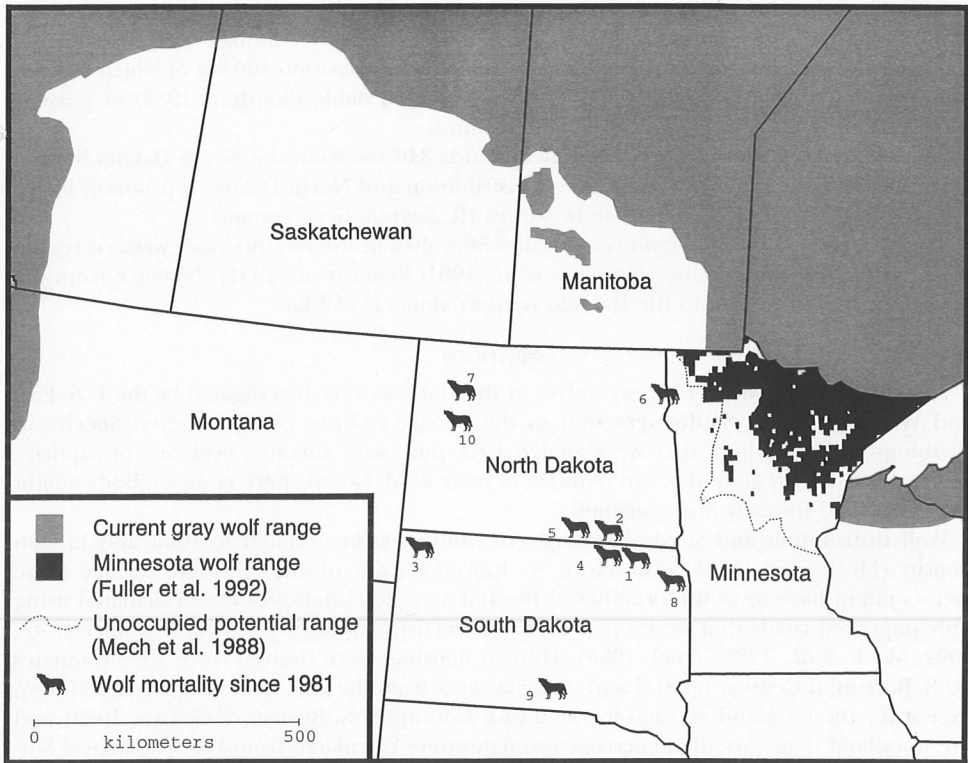 Saskatchewan
Manitoba
Montana
7
10
6
North Dakota
5
2
3
4
1
8
Minnesota
South Dakota
9
Current gray wolf range
Minnesota wolf range
(Fuller et al. 1992)
Unoccupied potential range
(Mech et al. 1988)
Wolf mortality since 1981
0
500
kilometers